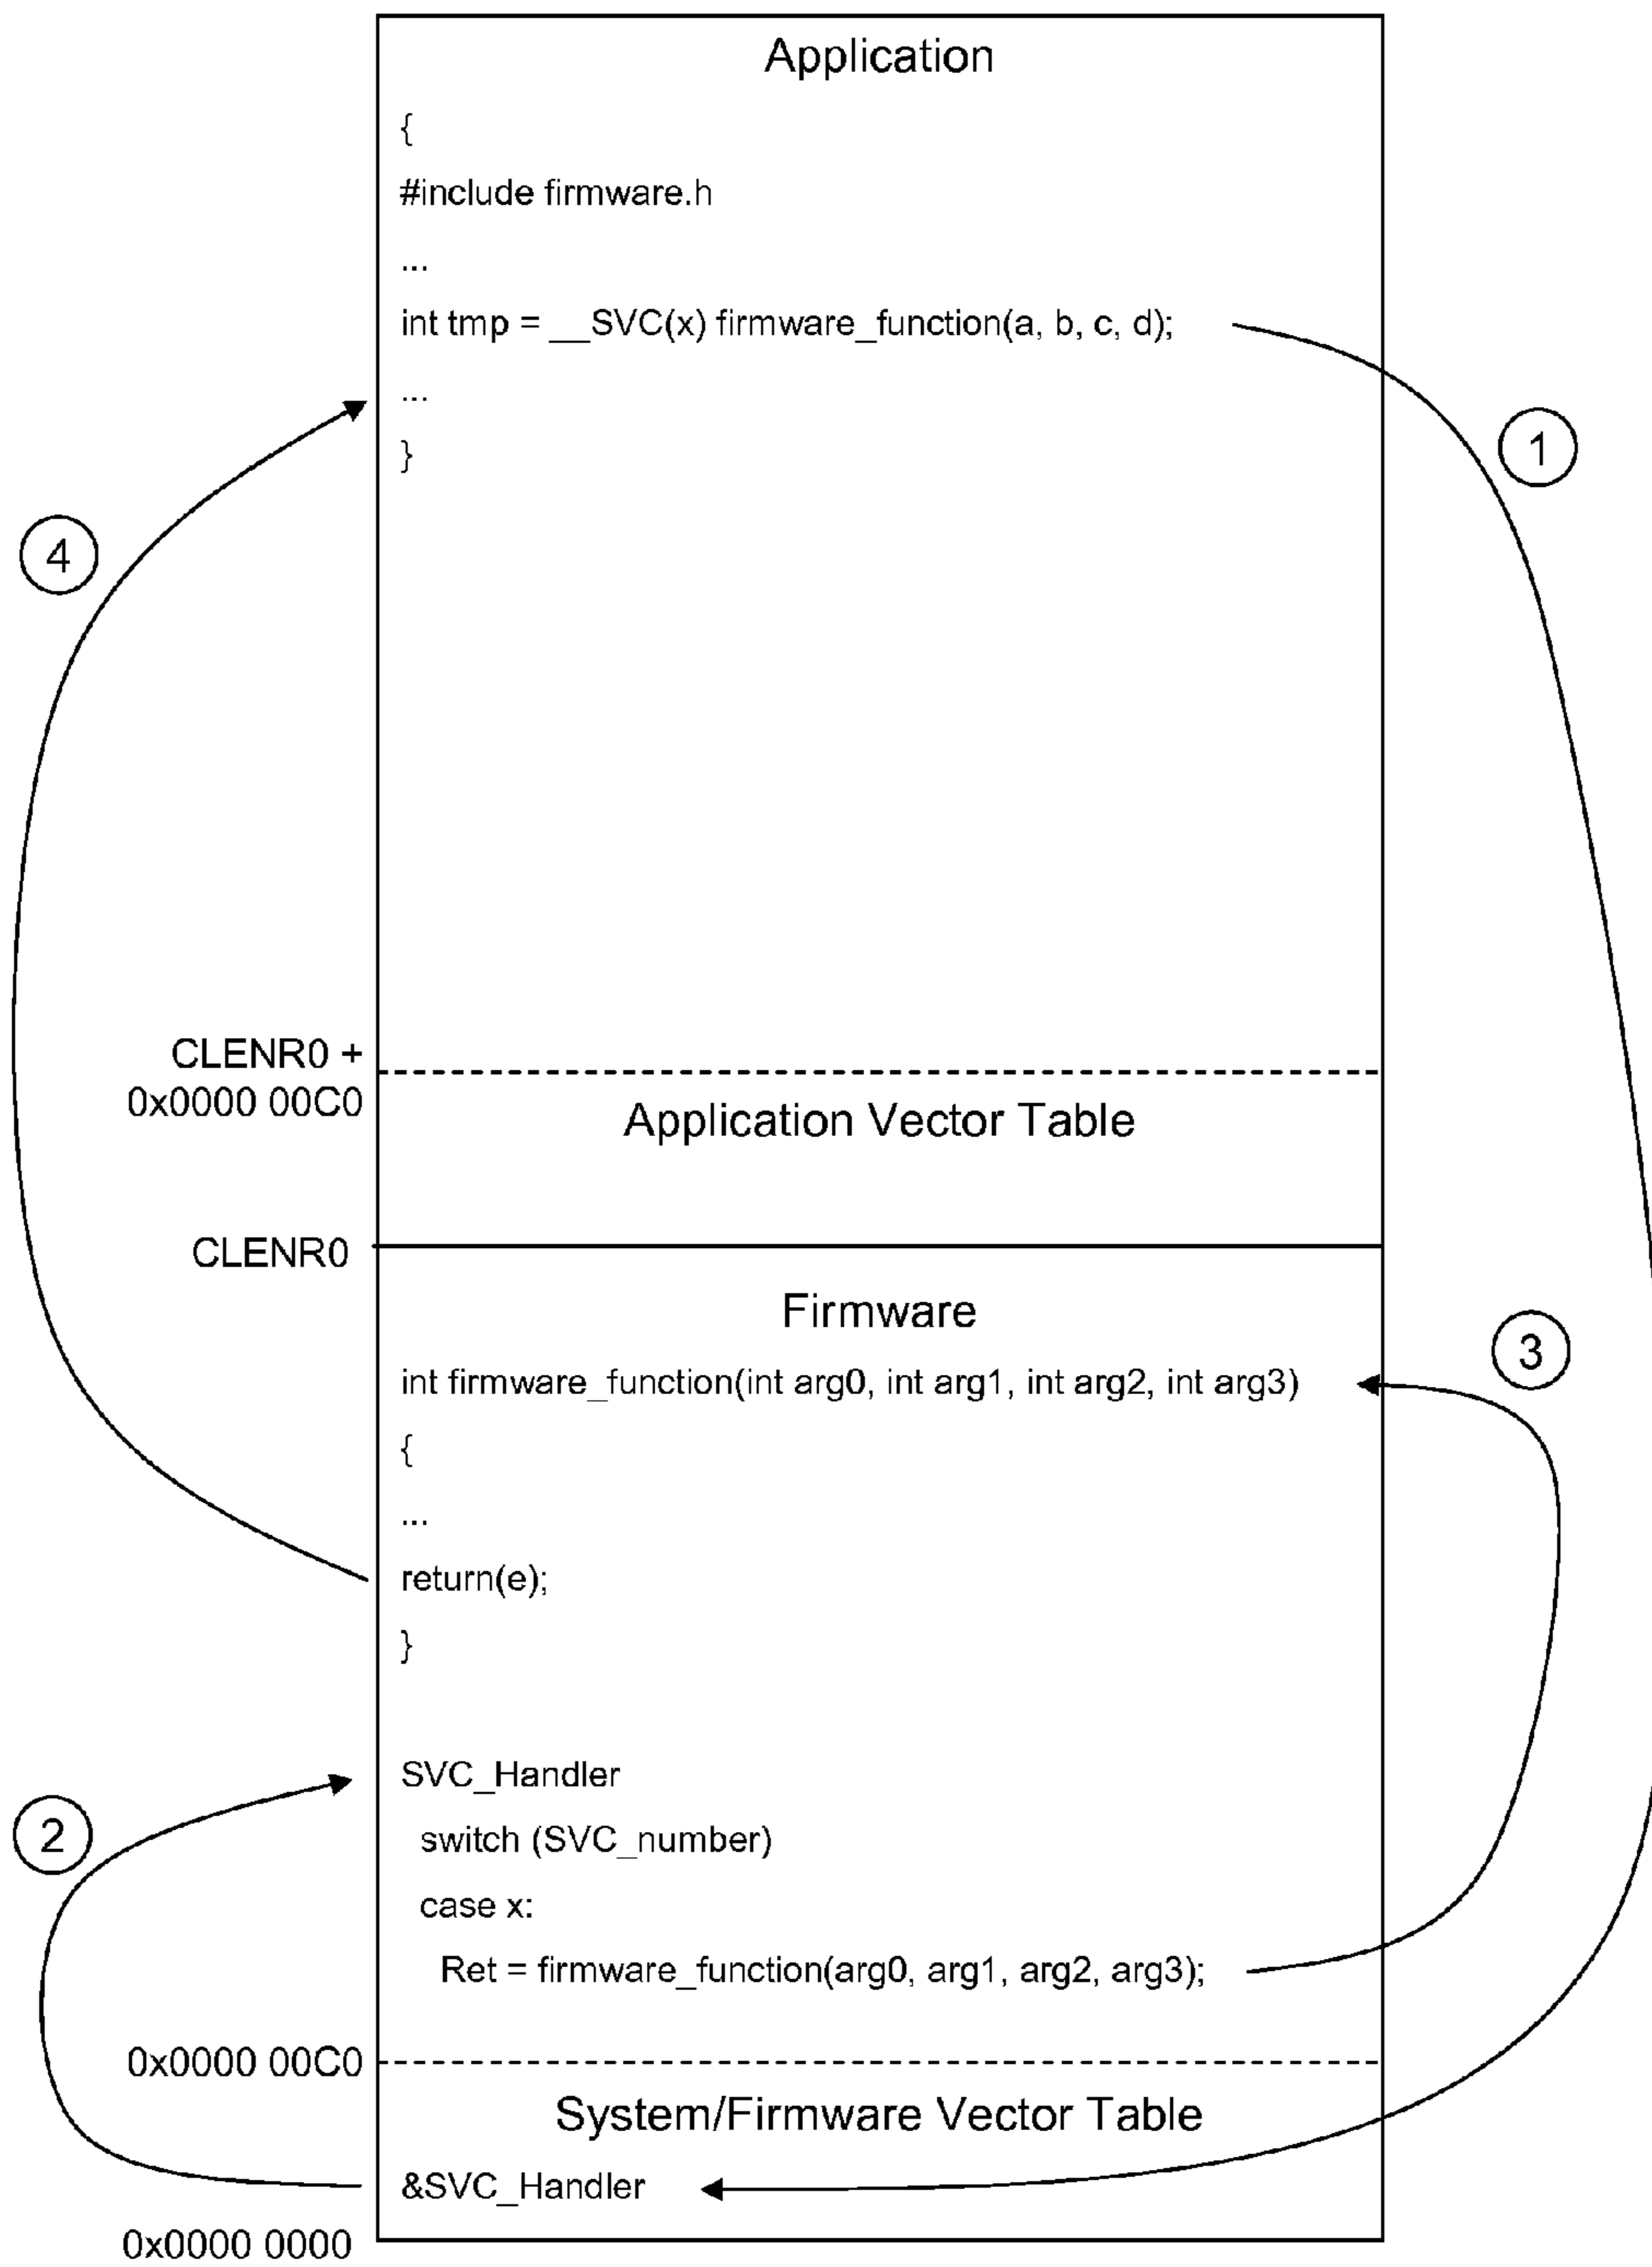 Application
{
#include firmware.h
...
int tmp = __SVC(x) firmware_function(a, b, c, d);
...
}
1
4
CLENR0 +
0x0000 00C0
Application Vector Table
CLENR0
Firmware
3
int firmware_function(int arg0, int arg1, int arg2, int arg3)
{
...
return(e);
}
SVC_Handler
2
switch (SVC_number)
case x:
Ret = firmware_function(arg0, arg1, arg2, arg3);
0x0000 00C0
System/Firmware Vector Table
&SVC_Handler
0x0000 0000